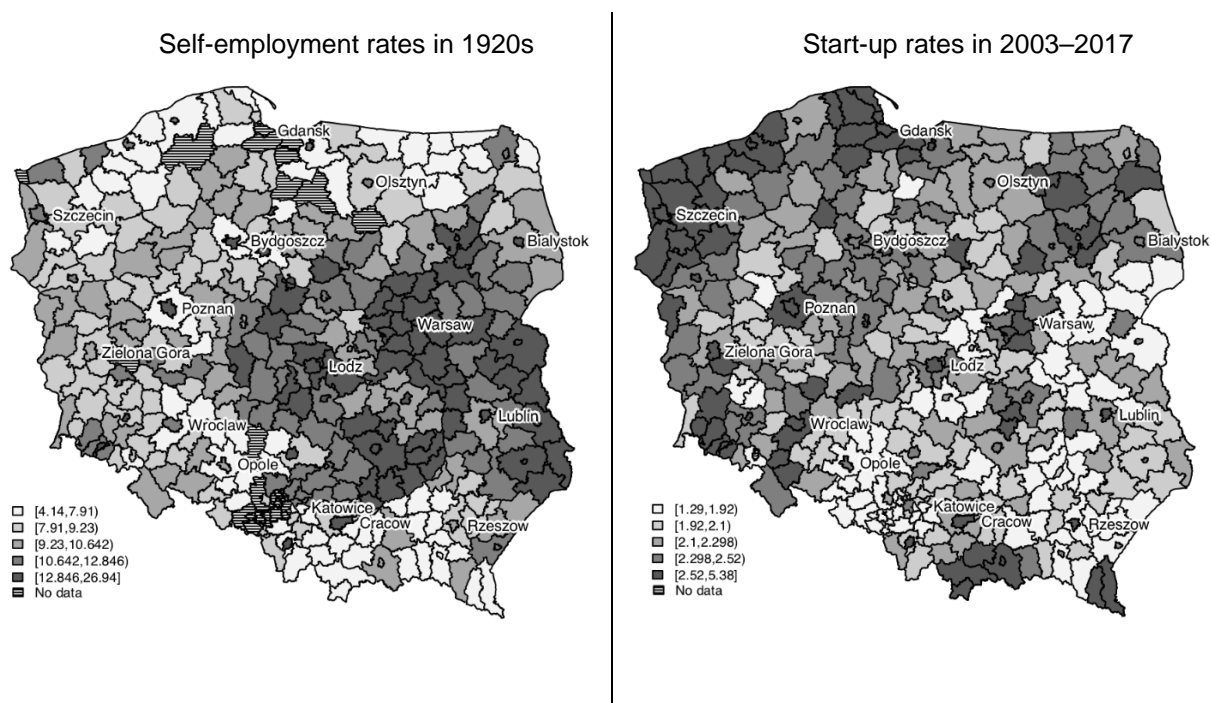 Self-employment rates in 1920s
Gdansk
Olsztyn
Szczecin
Bydgoszcz
Bialystok
Poznan
Warsaw
Zielona Gora
Lodz
Wroclaw
Lublin
Opole
Katowice
Cracow
Rzeszow
[4.14,7.91)
[7.91,9.23)
[9.23,10.642)
[10.642,12.846)
[12.846,26.94]
No data
Start-up rates in 2003–2017
Gdansk
Olsztyn
Szczecin
Bydgoszcz
Bialystok
Poznan
Warsaw
Zielona Gora
Lodz
Wroclaw
Lublin
Opole
Katowice
Cracow
Rzeszow
[1.29,1.92)
[1.92,2.1)
[2.1,2.298)
[2.298,2.52)
[2.52,5.38]
No data